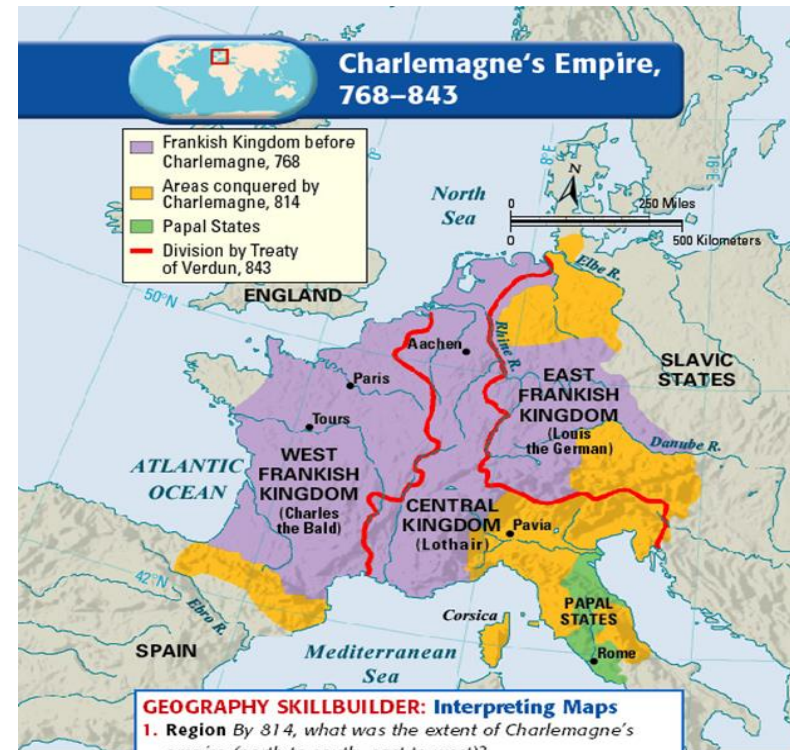 Charlemagne's Empire,
768–843
Frankish Kingdom before
Charlemagne, 768
Areas conquered by
Charlemagne, 814
Papal States
Division by Treaty
of Verdun, 843
0°
8°E
16°E
N
North
Sea
0 250 Miles
0 500 Kilometers
Elbe R.
50°N
ENGLAND
Rhine R.
Aachen
SLAVIC
STATES
Paris
EAST
FRANKISH
KINGDOM
(Louis
the German)
Tours
Danube R.
ATLANTIC
OCEAN
WEST
FRANKISH
KINGDOM
(Charles
the Bald)
CENTRAL
KINGDOM
(Lothair)
Pavia
42°N
Ebro R.
Corsica
PAPAL
STATES
SPAIN
Mediterranean
Sea
Rome
GEOGRAPHY SKILLBUILDER: Interpreting Maps
1. Region By 814, what was the extent of Charlemagne's